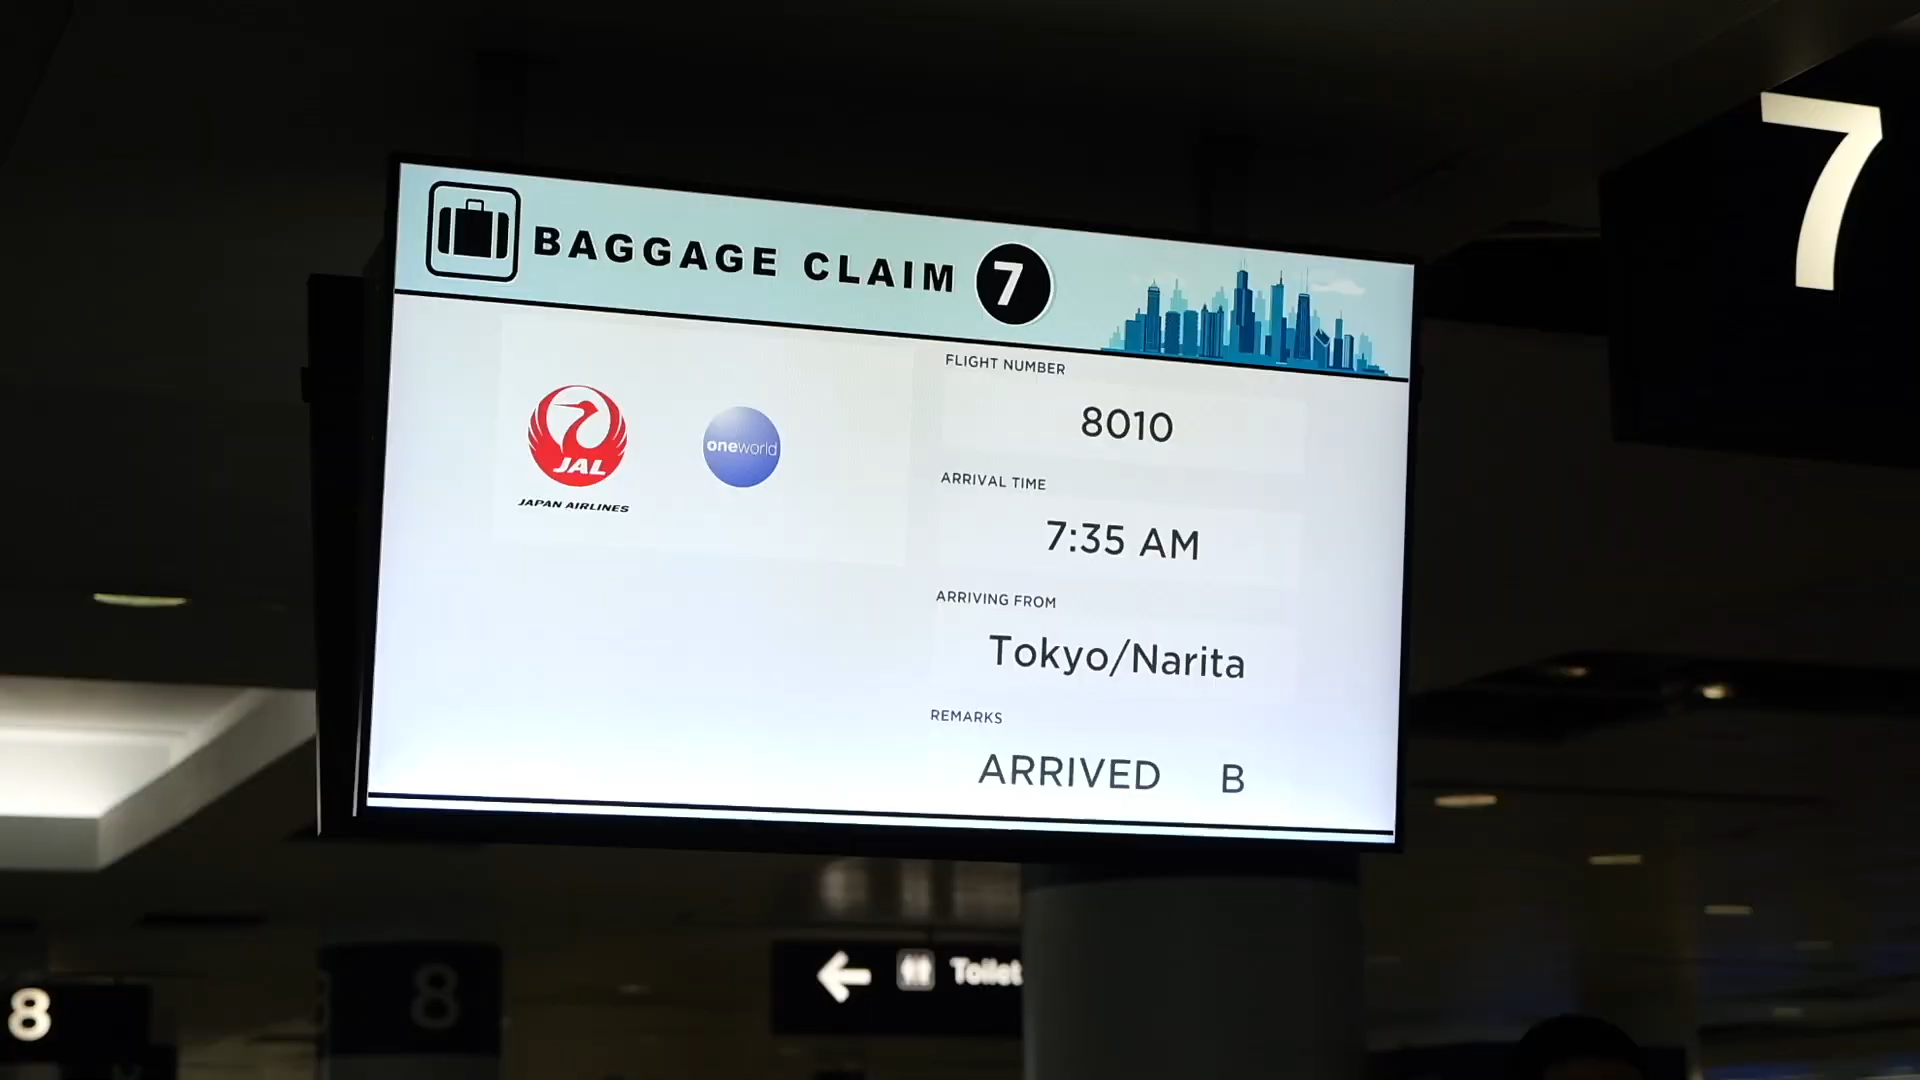 BAGGAGE CLAIM 7
7
JAL
JAPAN AIRLINES
oneworld
FLIGHT NUMBER
8010
ARRIVAL TIME
7:35 AM
ARRIVING FROM
Tokyo/Narita
REMARKS
ARRIVED B
8
8
Toilet